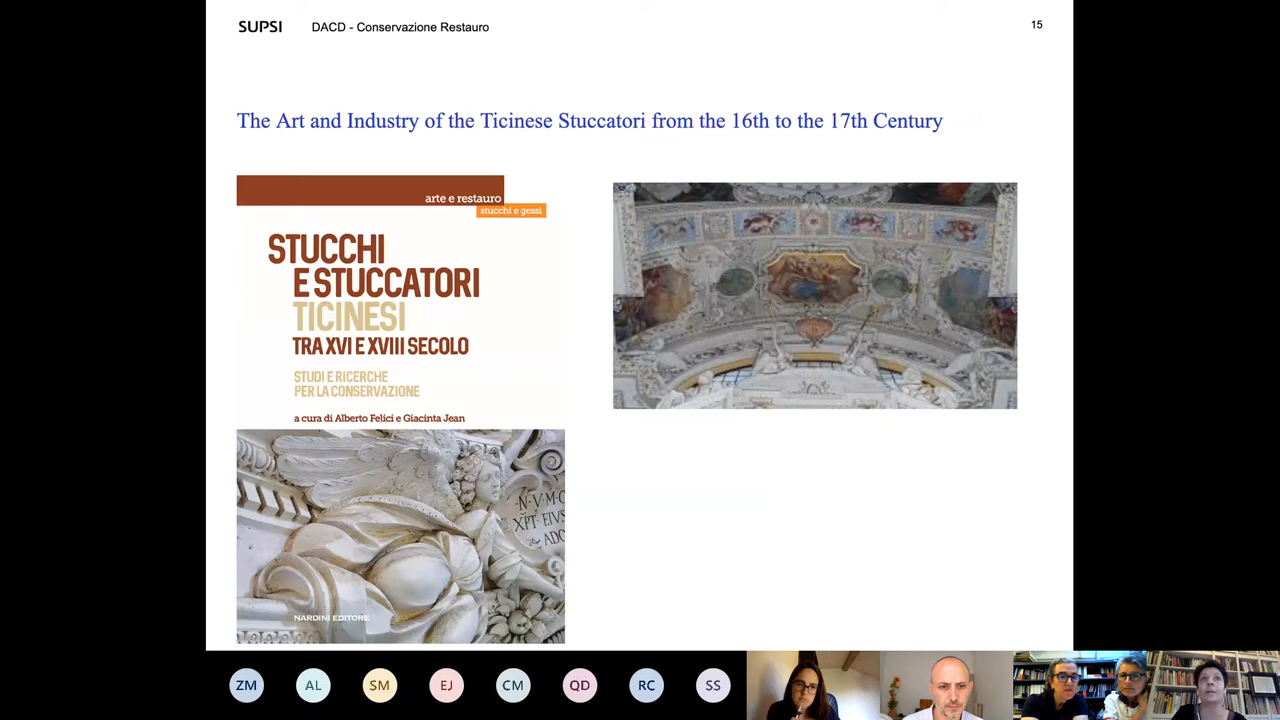 SUPSI DACD - Conservazione Restauro 15
The Art and Industry of the Ticinese Stuccatori from the 16th to the 17th Century
arte e restauro
stucchi e gessi
STUCCHI
E STUCCATORI
TICINESI
TRA XVI E XVIII SECOLO
STUDI E RICERCHE
PER LA CONSERVAZIONE
a cura di Alberto Felici e Giacinta Jean
N·V·M·C
XPT·EIVS
ADO
NARDINI EDITORE
ZM AL SM EJ CM QD RC SS